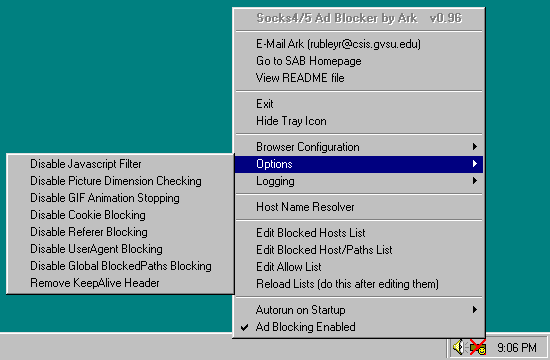 Socks4/5 Ad Blocker by Ark v0.96
E-Mail Ark (rubleyr@csis.gvsu.edu)
Go to SAB Homepage
View README file
Exit
Hide Tray Icon
Browser Configuration
Options
Logging
Host Name Resolver
Edit Blocked Hosts List
Edit Blocked Host/Paths List
Edit Allow List
Reload Lists (do this after editing them)
Autorun on Startup
Ad Blocking Enabled
Disable Javascript Filter
Disable Picture Dimension Checking
Disable GIF Animation Stopping
Disable Cookie Blocking
Disable Referer Blocking
Disable UserAgent Blocking
Disable Global BlockedPaths Blocking
Remove KeepAlive Header
9:06 PM